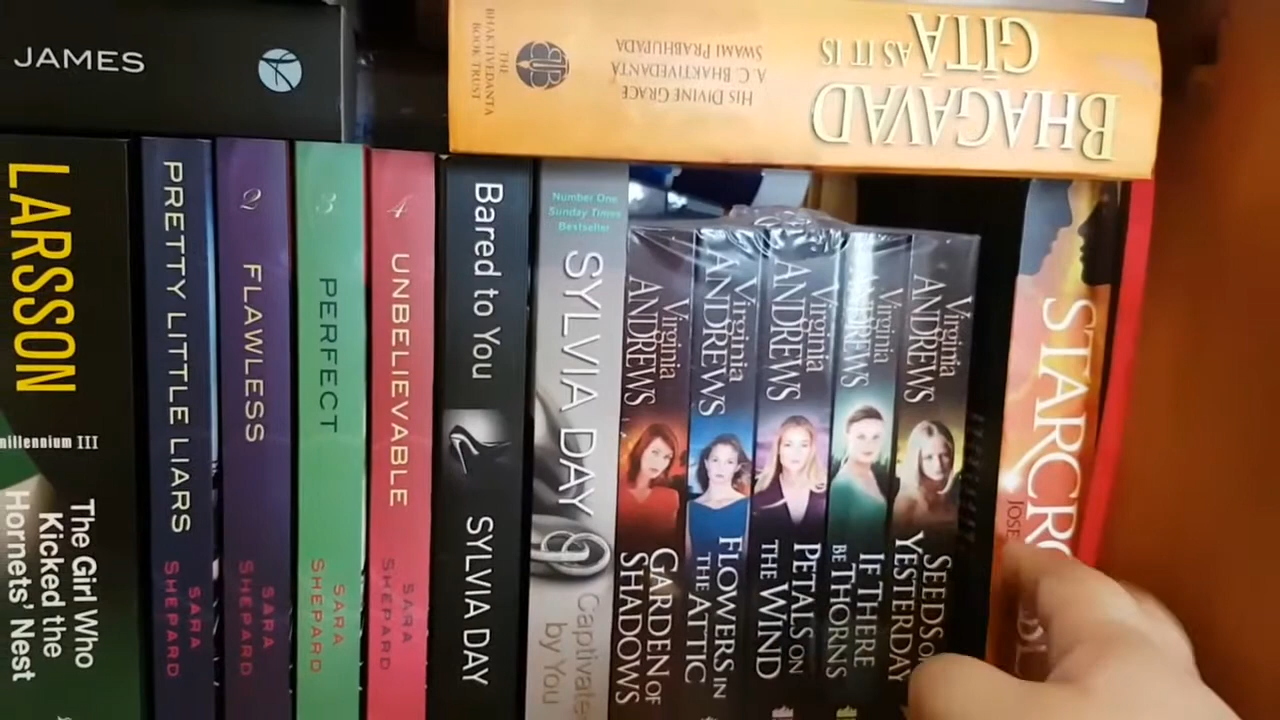 JAMES
THE
BHAKTIVEDANTA
BOOK TRUST
HIS DIVINE GRACE
A.C. BHAKTIVEDANTA
SWAMI PRABHUPADA
BHAGAVAD
GĪTĀ AS IT IS
LARSSON
millennium III
The Girl Who
Kicked the
Hornets' Nest
PRETTY LITTLE LIARS
SARA
SHEPARD
2
FLAWLESS
SARA
SHEPARD
3
PERFECT
SARA
SHEPARD
4
UNBELIEVABLE
SARA
SHEPARD
Bared to You
SYLVIA DAY
Number One
Sunday Times
Bestseller
SYLVIA DAY
Captivate
by You
Virginia
ANDREWS
GARDEN OF
SHADOWS
Virginia
ANDREWS
FLOWERS IN
THE ATTIC
Virginia
ANDREWS
PETALS ON
THE WIND
Virginia
ANDREWS
IF THERE
BE THORNS
Virginia
ANDREWS
SEEDS OF
YESTERDAY
STARCR
JOSE